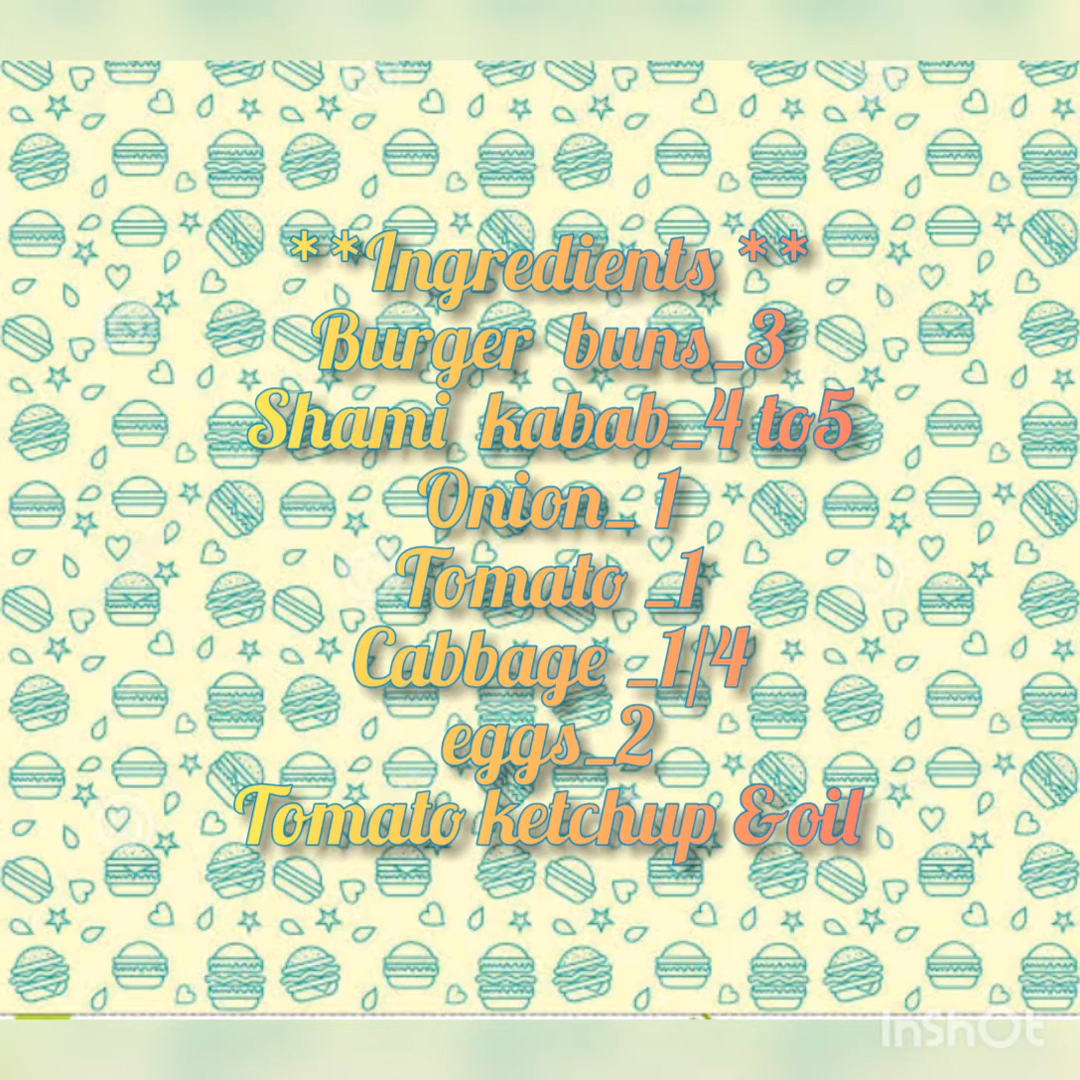 **Ingredients **
Burger buns_3
Shami kabab_4 to5
Onion_ 1
Tomato _1
Cabbage _1/4
eggs_2
Tomato ketchup &oil
InshOt